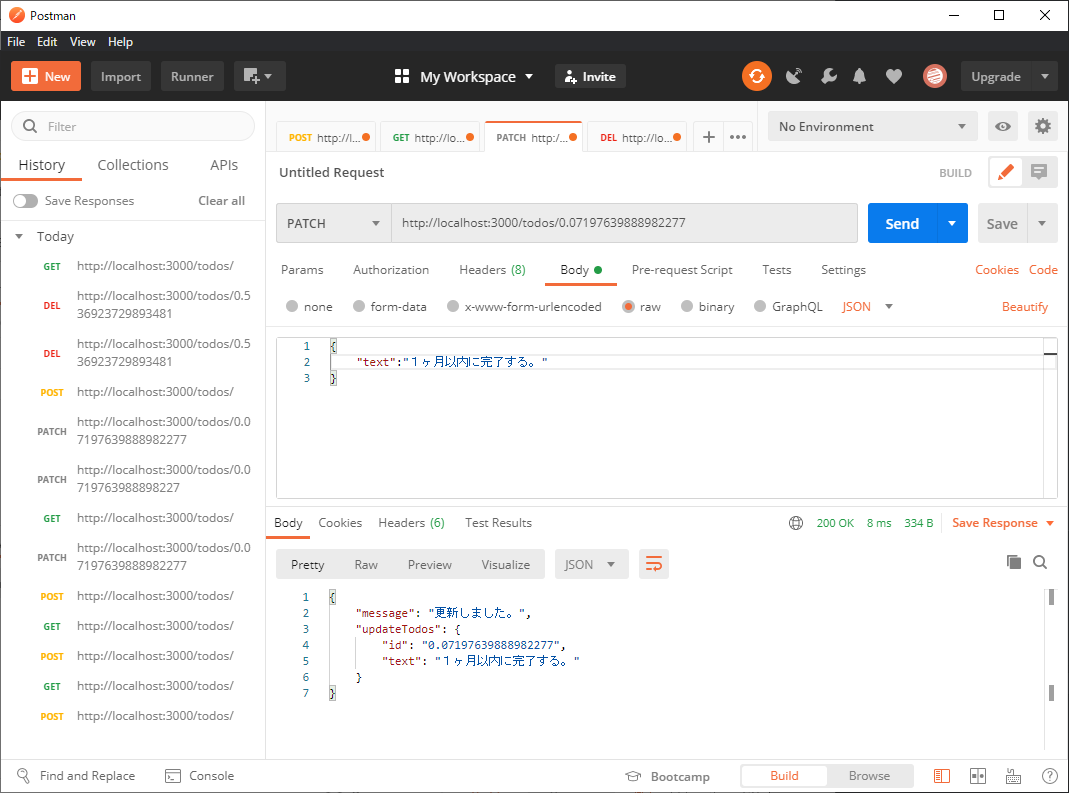 Postman
File Edit View Help
New Import Runner My Workspace Invite Upgrade
Filter
History Collections APIs
Save Responses Clear all
Today
GET http://localhost:3000/todos/
DEL http://localhost:3000/todos/0.5
36923729893481
DEL http://localhost:3000/todos/0.5
36923729893481
POST http://localhost:3000/todos/
PATCH http://localhost:3000/todos/0.0
7197639888982277
PATCH http://localhost:3000/todos/0.0
719763988898227
GET http://localhost:3000/todos/
PATCH http://localhost:3000/todos/0.0
7197639888982277
POST http://localhost:3000/todos/
GET http://localhost:3000/todos/
POST http://localhost:3000/todos/
GET http://localhost:3000/todos/
POST http://localhost:3000/todos/
POST http://l... GET http://lo... PATCH http:/... DEL http://lo... + ••• No Environment
Untitled Request BUILD
PATCH http://localhost:3000/todos/0.07197639888982277 Send Save
Params Authorization Headers (8) Body Pre-request Script Tests Settings Cookies Code
none form-data x-www-form-urlencoded raw binary GraphQL JSON Beautify
1 {
2 "text":"１ヶ月以内に完了する。"
3 }
Body Cookies Headers (6) Test Results 200 OK 8 ms 334 B Save Response
Pretty Raw Preview Visualize JSON
1 {
2 "message": "更新しました。",
3 "updateTodos": {
4 "id": "0.07197639888982277",
5 "text": "１ヶ月以内に完了する。"
6 }
7 }
Find and Replace Console Bootcamp Build Browse ?